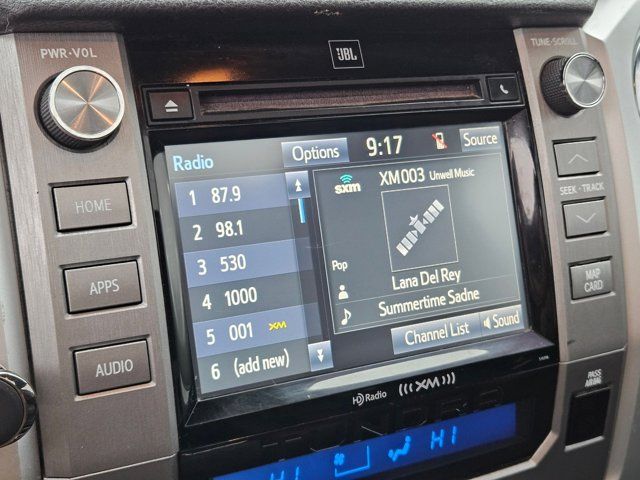 PWR•VOL
JBL
TUNE•SCROLL
HOME
APPS
AUDIO
Radio
Options
9:17
Source
1 87.9
2 98.1
3 530
4 1000
5 001 XM
6 (add new)
sxm
XM003 Unwell Music
Pop
Lana Del Rey
Summertime Sadne
Channel List
Sound
SEEK•TRACK
MAP
CARD
HD Radio
((( XM )))
PASS
AIRBAG
TUNDRA
HI
HI